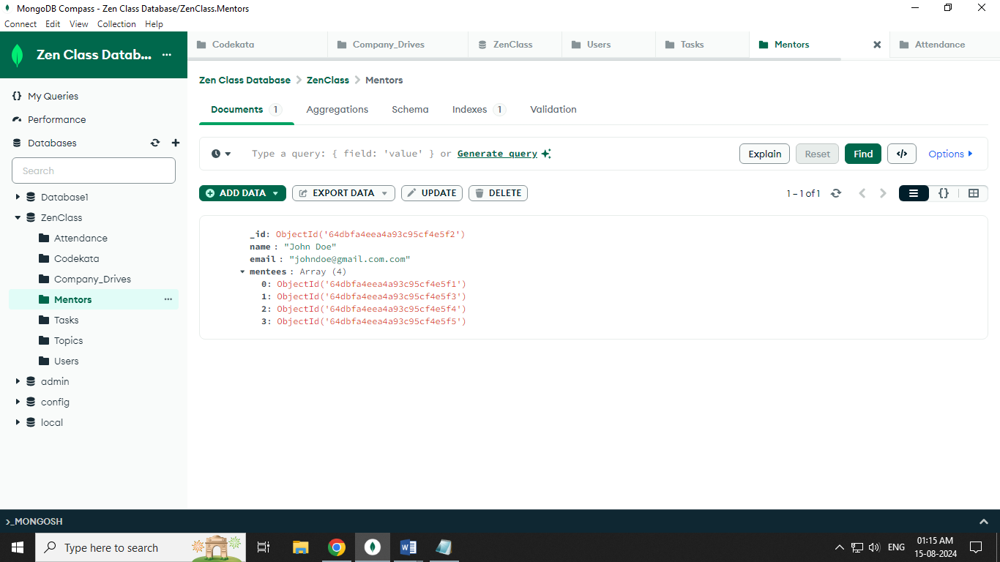 MongoDB Compass - Zen Class Database/ZenClass.Mentors
Connect Edit View Collection Help
Zen Class Datab... ...
Codekata
Company_Drives
ZenClass
Users
Tasks
Mentors
Attendance
{} My Queries
Performance
Databases
Search
Database1
ZenClass
Attendance
Codekata
Company_Drives
Mentors ...
Tasks
Topics
Users
admin
config
local
Zen Class Database > ZenClass > Mentors
Documents 1 Aggregations Schema Indexes 1 Validation
Type a query: { field: 'value' } or Generate query
Explain Reset Find </> Options
ADD DATA EXPORT DATA UPDATE DELETE
1 – 1 of 1 {}
_id: ObjectId('64dbfa4eea4a93c95cf4e5f2')
name : "John Doe"
email : "johndoe@gmail.com.com"
mentees : Array (4)
0: ObjectId('64dbfa4eea4a93c95cf4e5f1')
1: ObjectId('64dbfa4eea4a93c95cf4e5f3')
2: ObjectId('64dbfa4eea4a93c95cf4e5f4')
3: ObjectId('64dbfa4eea4a93c95cf4e5f5')
>_MONGOSH
Type here to search
W
ENG
01:15 AM
15-08-2024